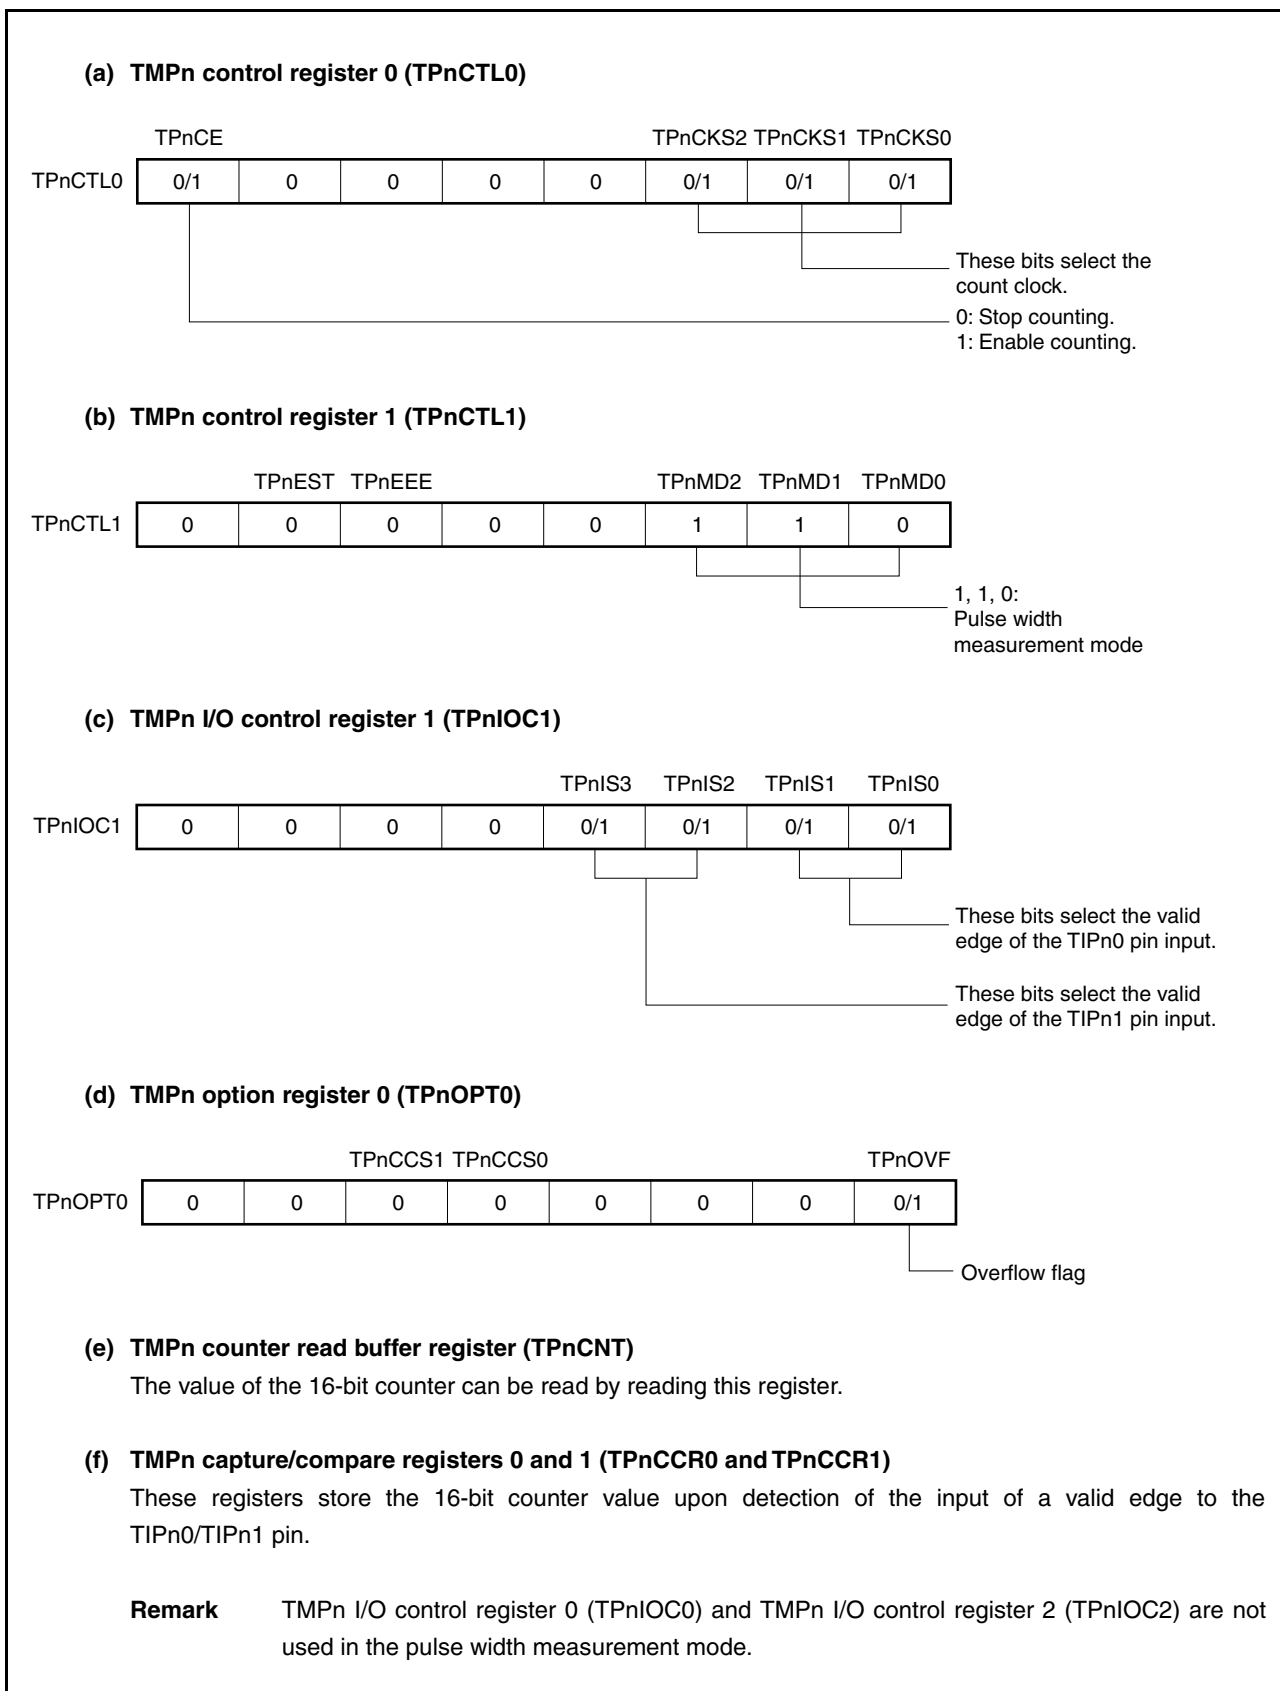 (a) TMPn control register 0 (TPnCTL0)
TPnCE TPnCKS2 TPnCKS1 TPnCKS0
TPnCTL0 0/1 0 0 0 0 0/1 0/1 0/1
These bits select the
count clock.
0: Stop counting.
1: Enable counting.
(b) TMPn control register 1 (TPnCTL1)
TPnEST TPnEEE TPnMD2 TPnMD1 TPnMD0
TPnCTL1 0 0 0 0 0 1 1 0
1, 1, 0:
Pulse width
measurement mode
(c) TMPn I/O control register 1 (TPnIOC1)
TPnIS3 TPnIS2 TPnIS1 TPnIS0
TPnIOC1 0 0 0 0 0/1 0/1 0/1 0/1
These bits select the valid
edge of the TIPn0 pin input.
These bits select the valid
edge of the TIPn1 pin input.
(d) TMPn option register 0 (TPnOPT0)
TPnCCS1 TPnCCS0 TPnOVF
TPnOPT0 0 0 0 0 0 0 0 0/1
Overflow flag
(e) TMPn counter read buffer register (TPnCNT)
The value of the 16-bit counter can be read by reading this register.
(f) TMPn capture/compare registers 0 and 1 (TPnCCR0 and TPnCCR1)
These registers store the 16-bit counter value upon detection of the input of a valid edge to the
TIPn0/TIPn1 pin.
Remark TMPn I/O control register 0 (TPnIOC0) and TMPn I/O control register 2 (TPnIOC2) are not
used in the pulse width measurement mode.